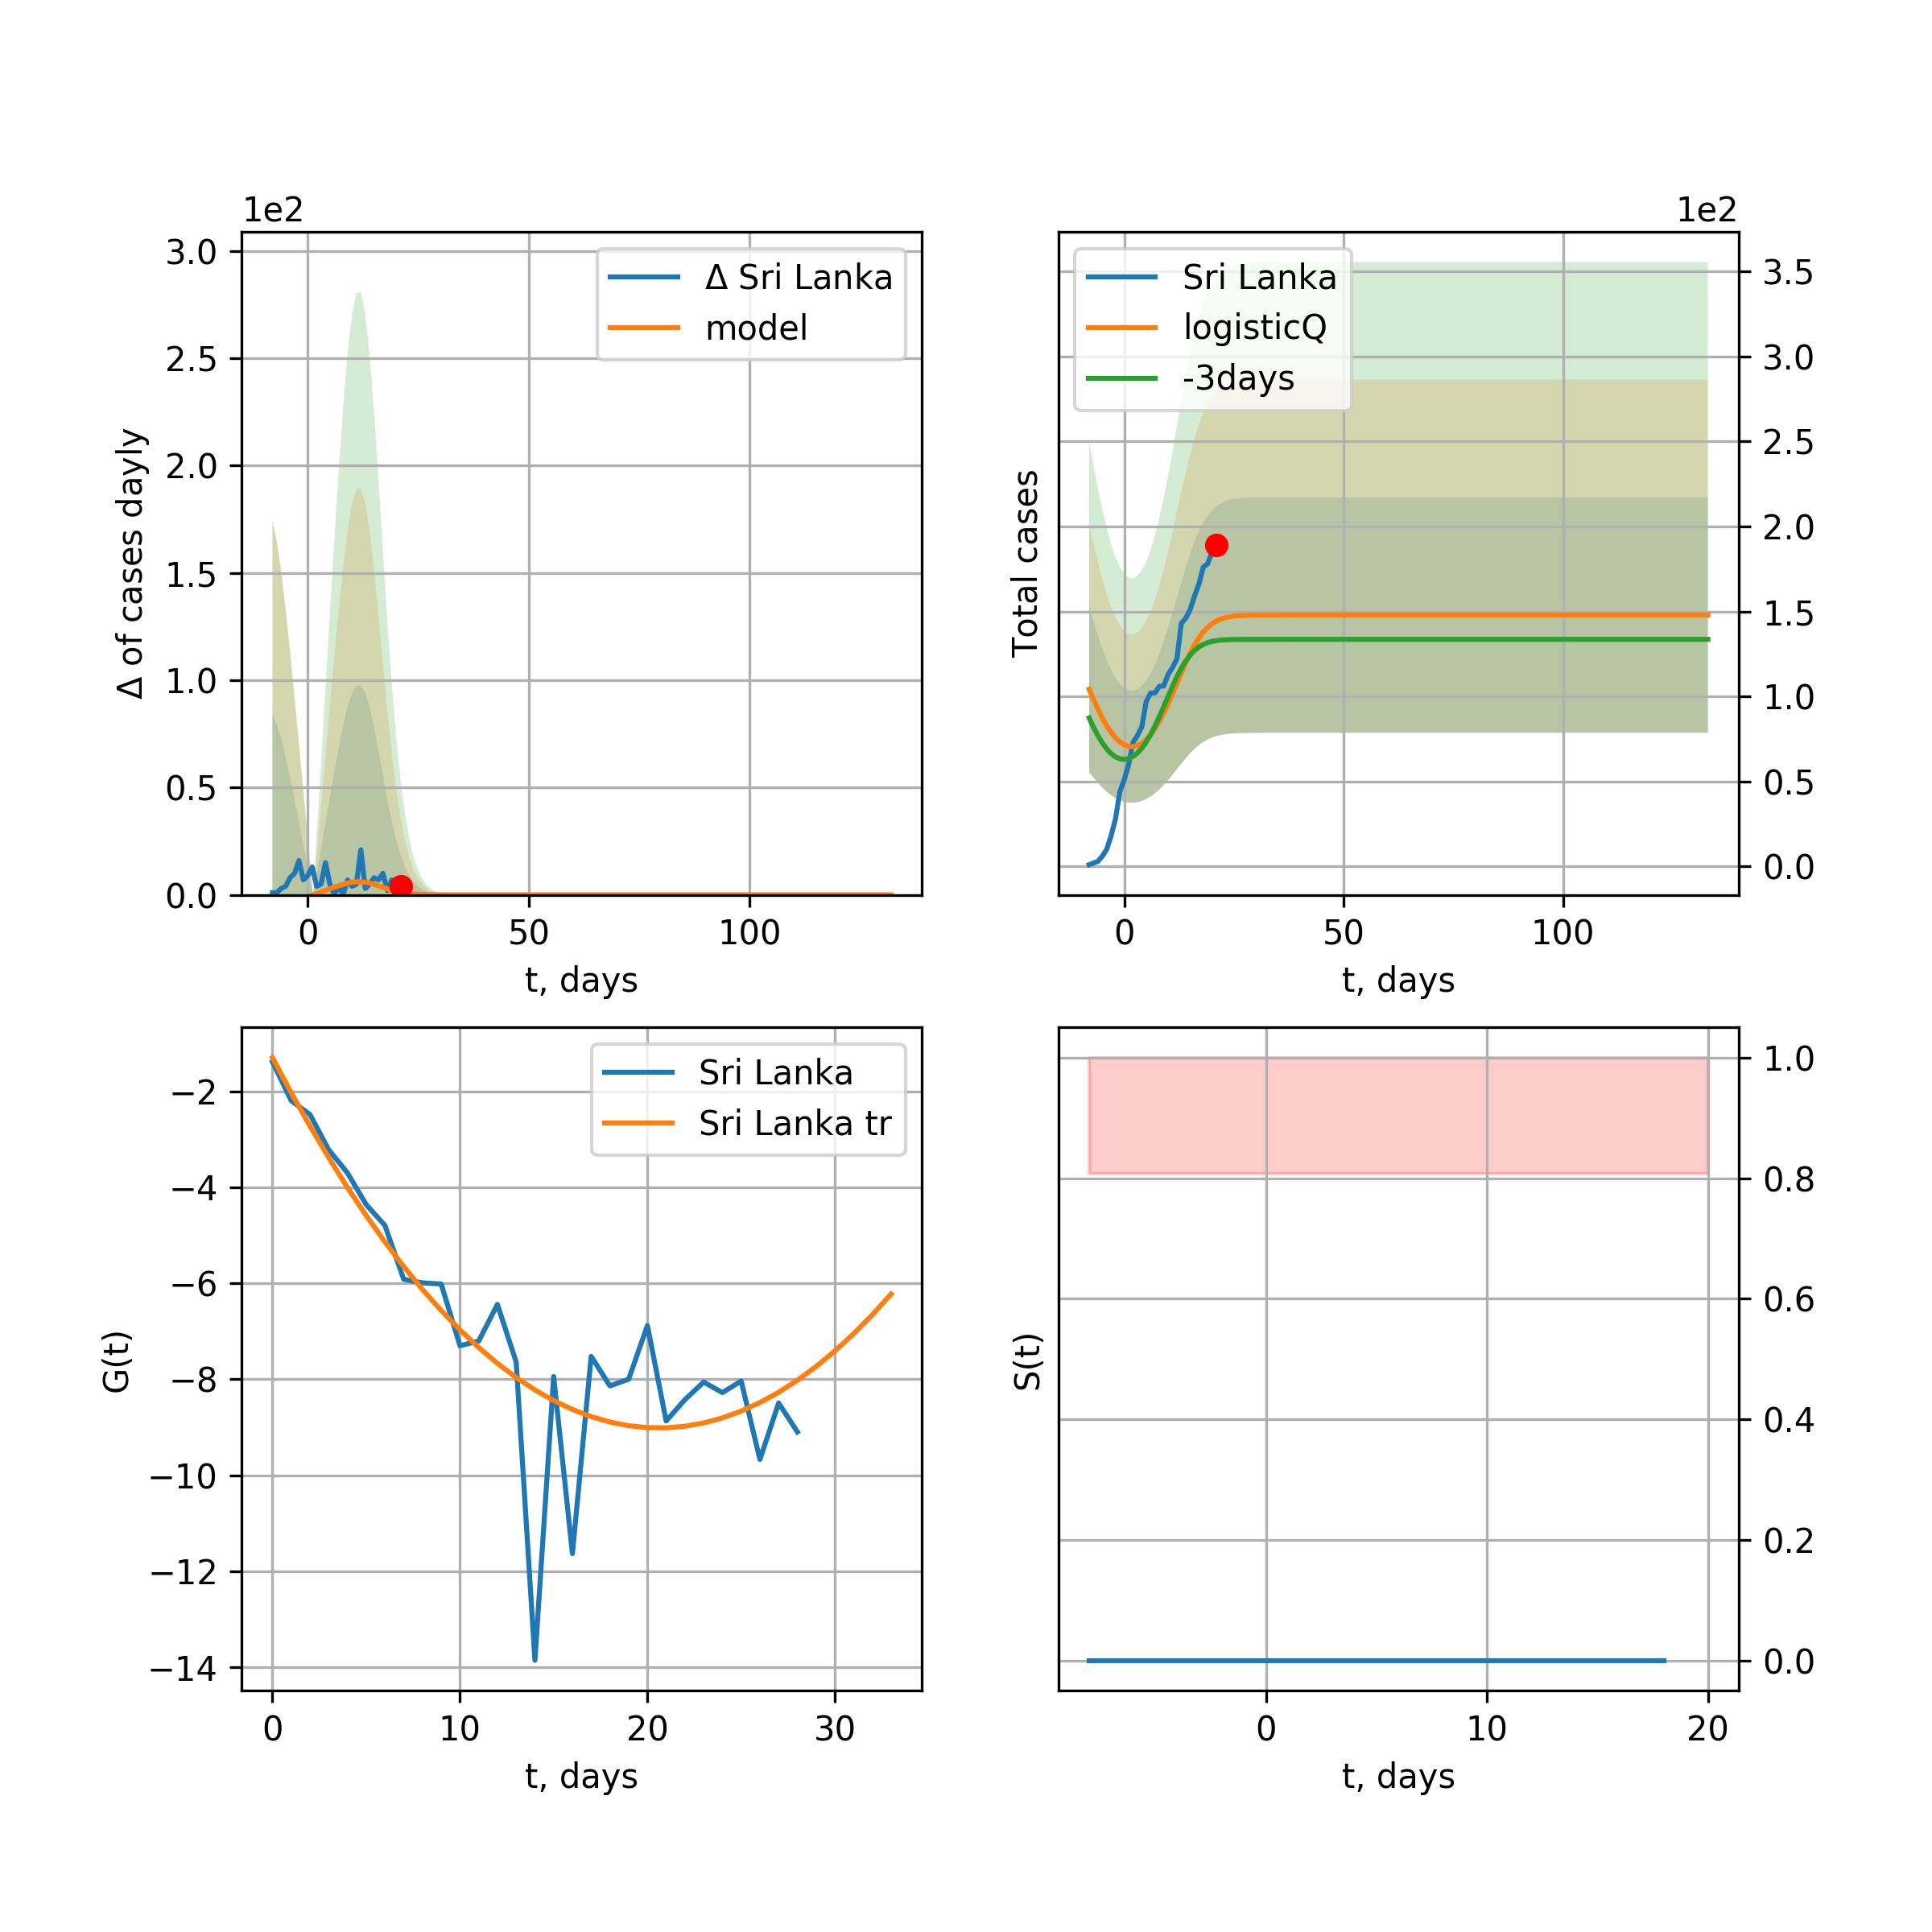 1e2
3.0
2.5
2.0
1.5
1.0
0.5
0.0
Δ of cases dayly
Δ Sri Lanka
model
0
50
100
t, days
1e2
Sri Lanka
logisticQ
-3days
Total cases
3.5
3.0
2.5
2.0
1.5
1.0
0.5
0.0
0
50
100
t, days
Sri Lanka
Sri Lanka tr
G(t)
−2
−4
−6
−8
−10
−12
−14
0
10
20
30
t, days
S(t)
1.0
0.8
0.6
0.4
0.2
0.0
0
10
20
t, days